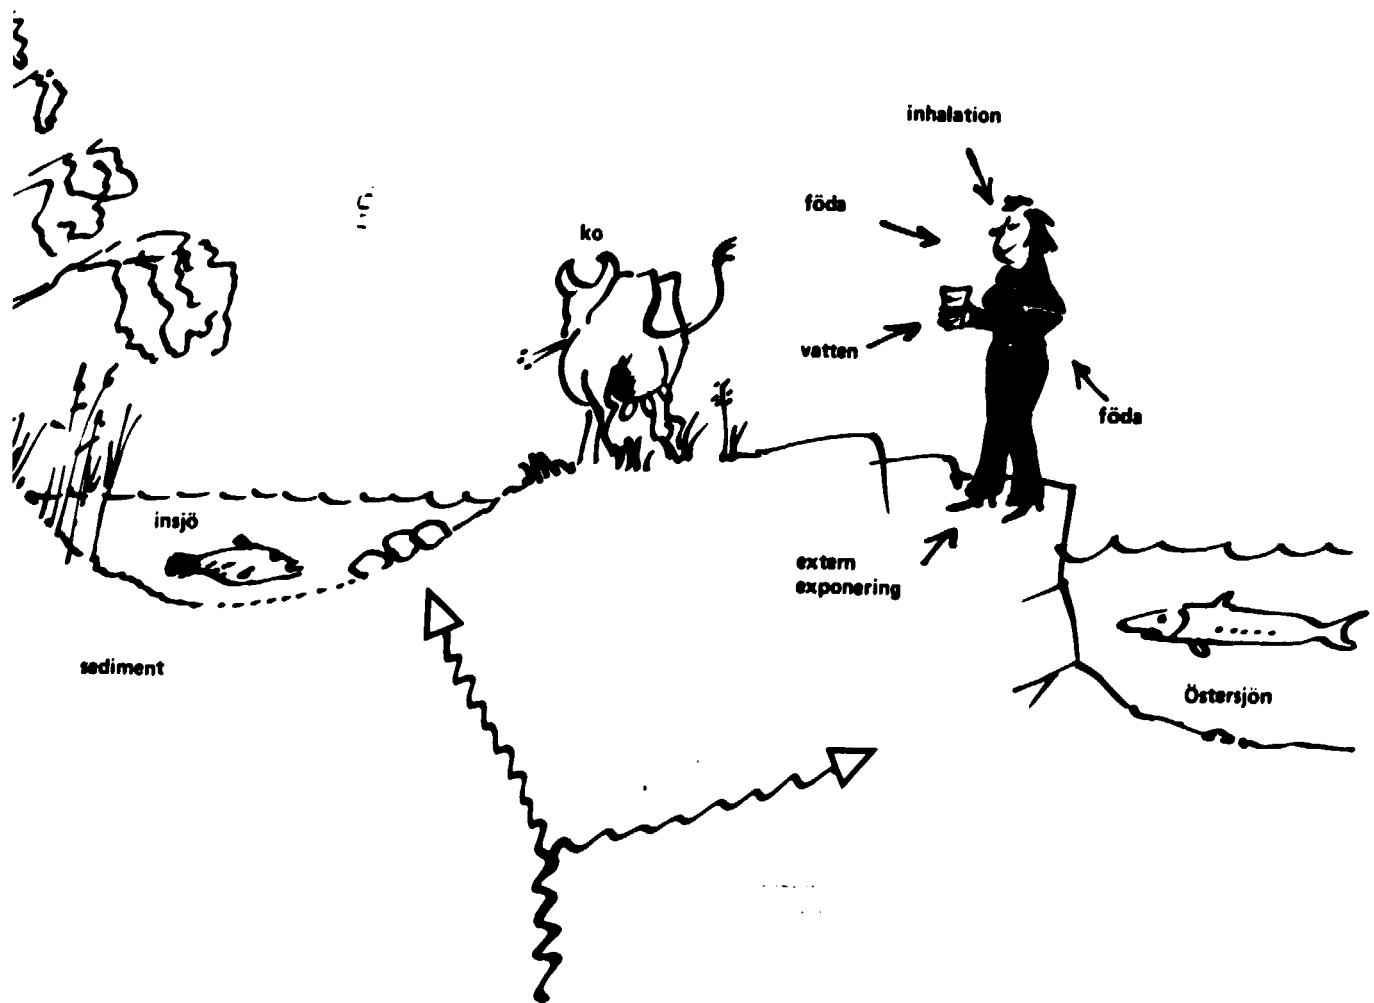 inhalation
föda
ko
vatten
föda
insjö
extern
exponering
sediment
Östersjön